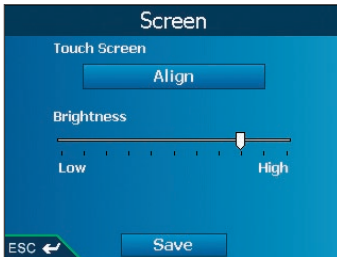 Screen
Touch Screen
Align
Brightness
Low High
ESC Save